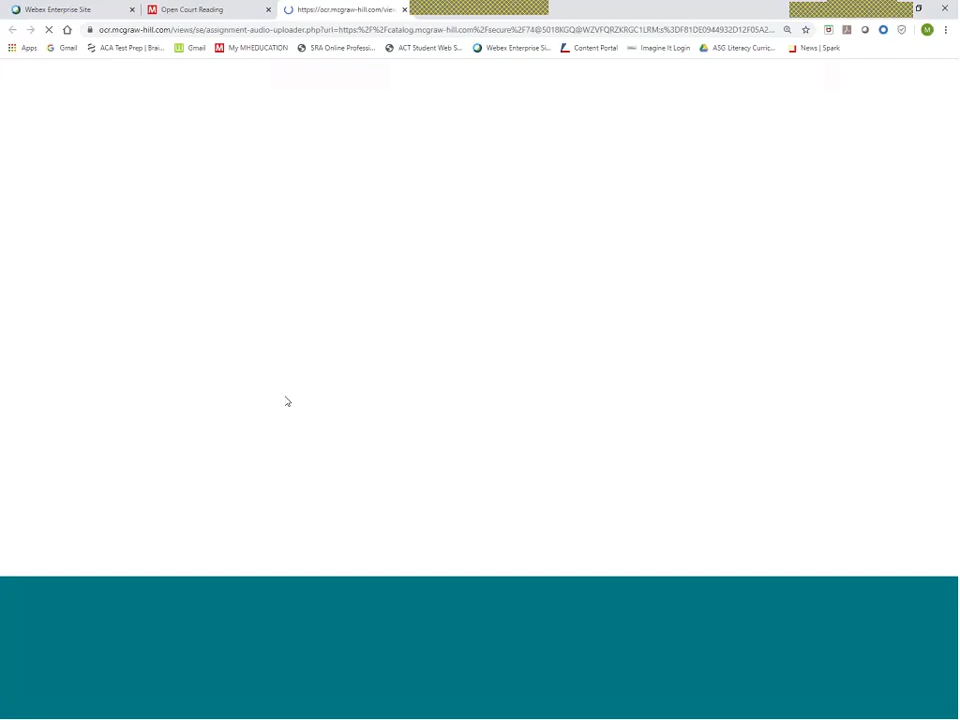 Webex Enterprise Site
Open Court Reading
https://ocr.mcgraw-hill.com/vie
ocr.mcgraw-hill.com/views/se/assignment-audio-uploader.php?url=https:%2F%2Fcatalog.mcgraw-hill.com%2Fsecure%2F74@5018KGQ@WZVFQRZKRGC1LRM:s%3DF81DE0944932D12F05A2...
Apps
Gmail
ACA Test Prep | Brai...
Gmail
My MHEDUCATION
SRA Online Professi...
ACT Student Web S...
Webex Enterprise Si...
Content Portal
Imagine It Login
ASG Literacy Curric...
News | Spark